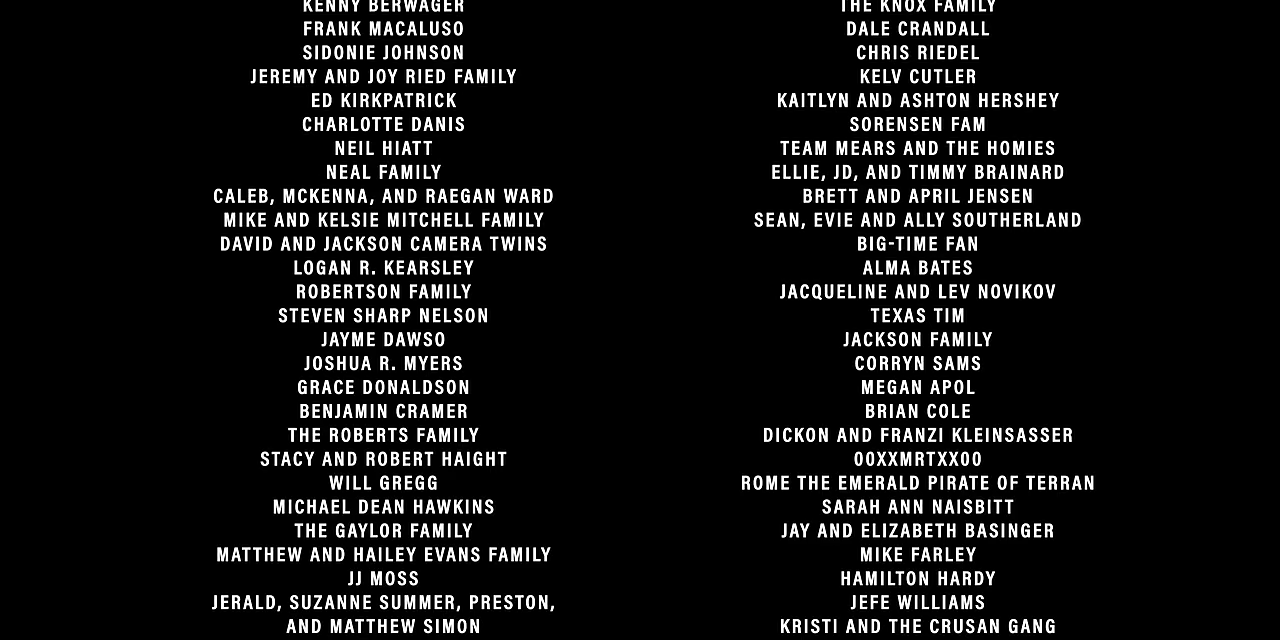 KENNY BERWAGER
FRANK MACALUSO
SIDONIE JOHNSON
JEREMY AND JOY RIED FAMILY
ED KIRKPATRICK
CHARLOTTE DANIS
NEIL HIATT
NEAL FAMILY
CALEB, MCKENNA, AND RAEGAN WARD
MIKE AND KELSIE MITCHELL FAMILY
DAVID AND JACKSON CAMERA TWINS
LOGAN R. KEARSLEY
ROBERTSON FAMILY
STEVEN SHARP NELSON
JAYME DAWSO
JOSHUA R. MYERS
GRACE DONALDSON
BENJAMIN CRAMER
THE ROBERTS FAMILY
STACY AND ROBERT HAIGHT
WILL GREGG
MICHAEL DEAN HAWKINS
THE GAYLOR FAMILY
MATTHEW AND HAILEY EVANS FAMILY
JJ MOSS
JERALD, SUZANNE SUMMER, PRESTON,
AND MATTHEW SIMON
THE KNOX FAMILY
DALE CRANDALL
CHRIS RIEDEL
KELV CUTLER
KAITLYN AND ASHTON HERSHEY
SORENSEN FAM
TEAM MEARS AND THE HOMIES
ELLIE, JD, AND TIMMY BRAINARD
BRETT AND APRIL JENSEN
SEAN, EVIE AND ALLY SOUTHERLAND
BIG-TIME FAN
ALMA BATES
JACQUELINE AND LEV NOVIKOV
TEXAS TIM
JACKSON FAMILY
CORRYN SAMS
MEGAN APOL
BRIAN COLE
DICKON AND FRANZI KLEINSASSER
00XXMRTXX00
ROME THE EMERALD PIRATE OF TERRAN
SARAH ANN NAISBITT
JAY AND ELIZABETH BASINGER
MIKE FARLEY
HAMILTON HARDY
JEFE WILLIAMS
KRISTI AND THE CRUSAN GANG